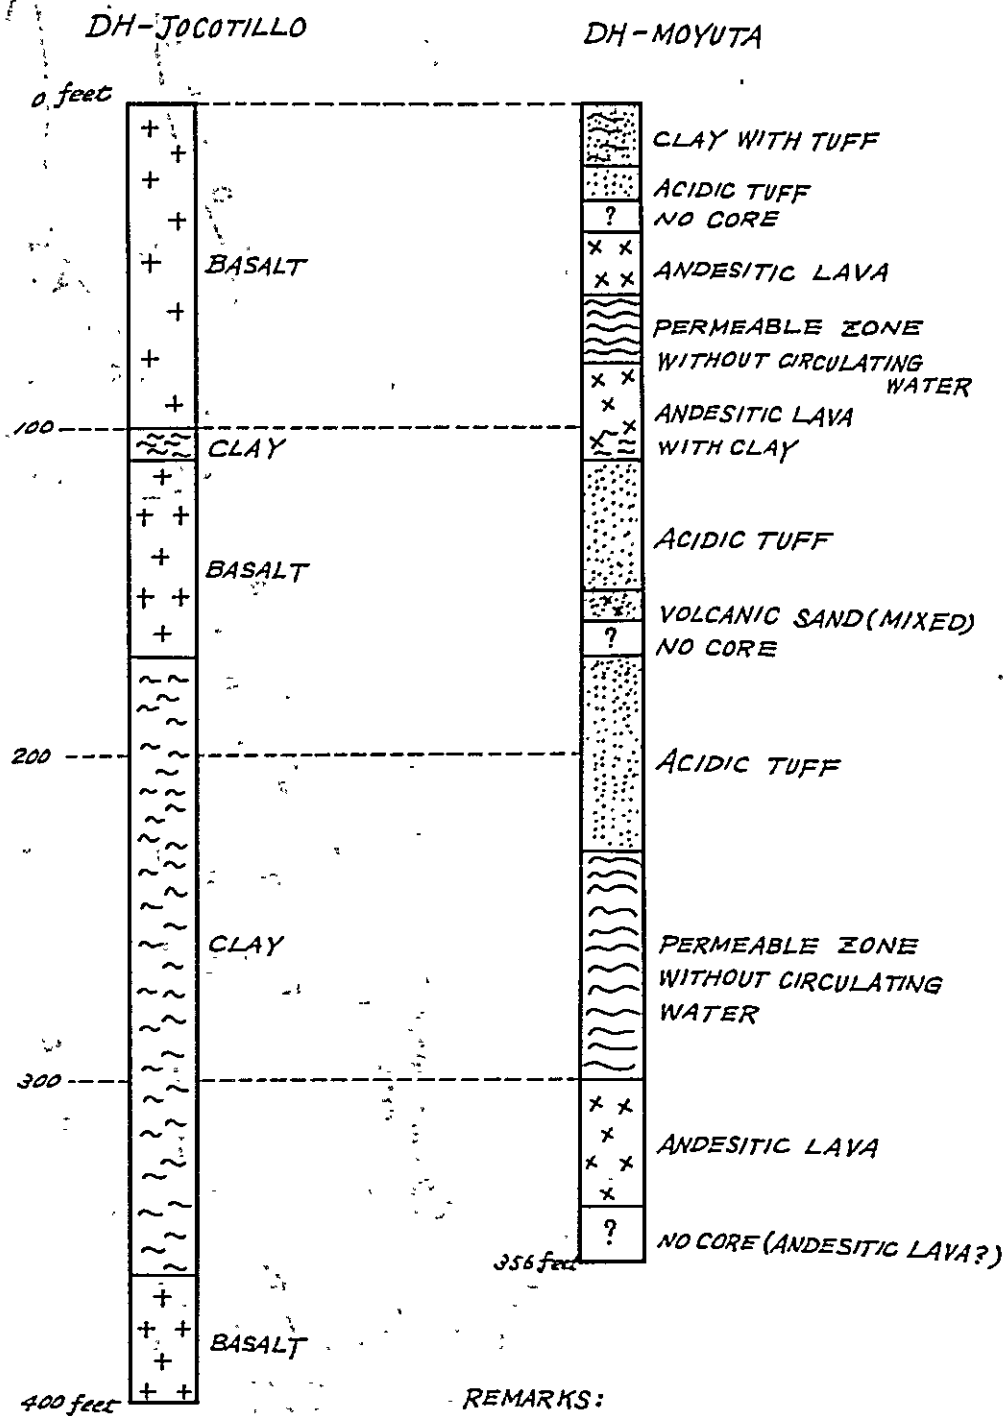 DH-JOCOTILLO
0 feet
BASALT
100
CLAY
BASALT
200
CLAY
300
BASALT
400 feet
DH-MOYUTA
CLAY WITH TUFF
ACIDIC TUFF
?
NO CORE
ANDESITIC LAVA
PERMEABLE ZONE
WITHOUT CIRCULATING
WATER
ANDESITIC LAVA
WITH CLAY
ACIDIC TUFF
VOLCANIC SAND (MIXED)
?
NO CORE
ACIDIC TUFF
PERMEABLE ZONE
WITHOUT CIRCULATING
WATER
ANDESITIC LAVA
?
NO CORE (ANDESITIC LAVA?)
356 feet
REMARKS: